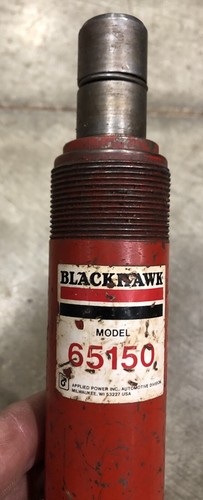 BLACKHAWK
MODEL
65150
APPLIED POWER INC. AUTOMOTIVE DIVISION
MILWAUKEE, WI 53227 USA